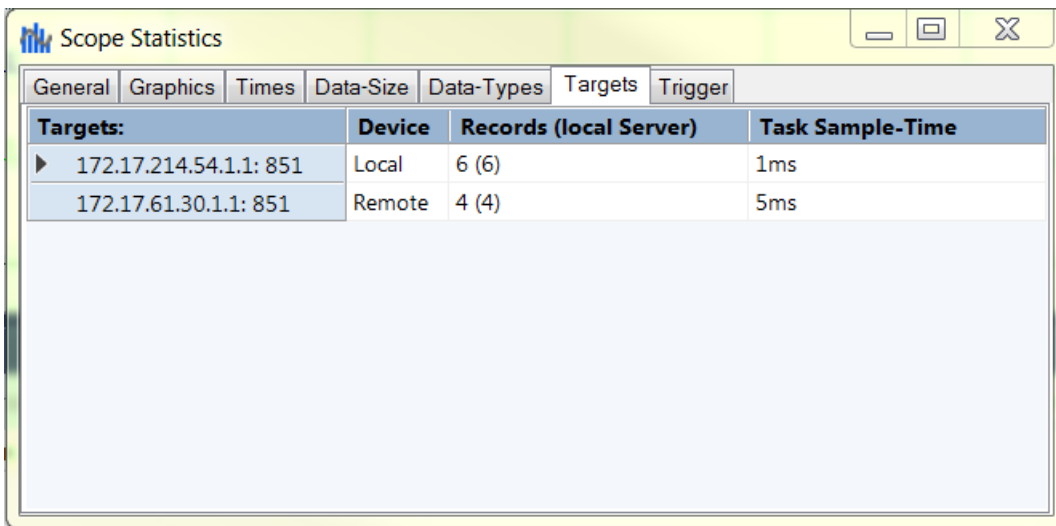 Scope Statistics
General Graphics Times Data-Size Data-Types Targets Trigger
Targets: Device Records (local Server) Task Sample-Time
172.17.214.54.1.1: 851 Local 6 (6) 1ms
172.17.61.30.1.1: 851 Remote 4 (4) 5ms